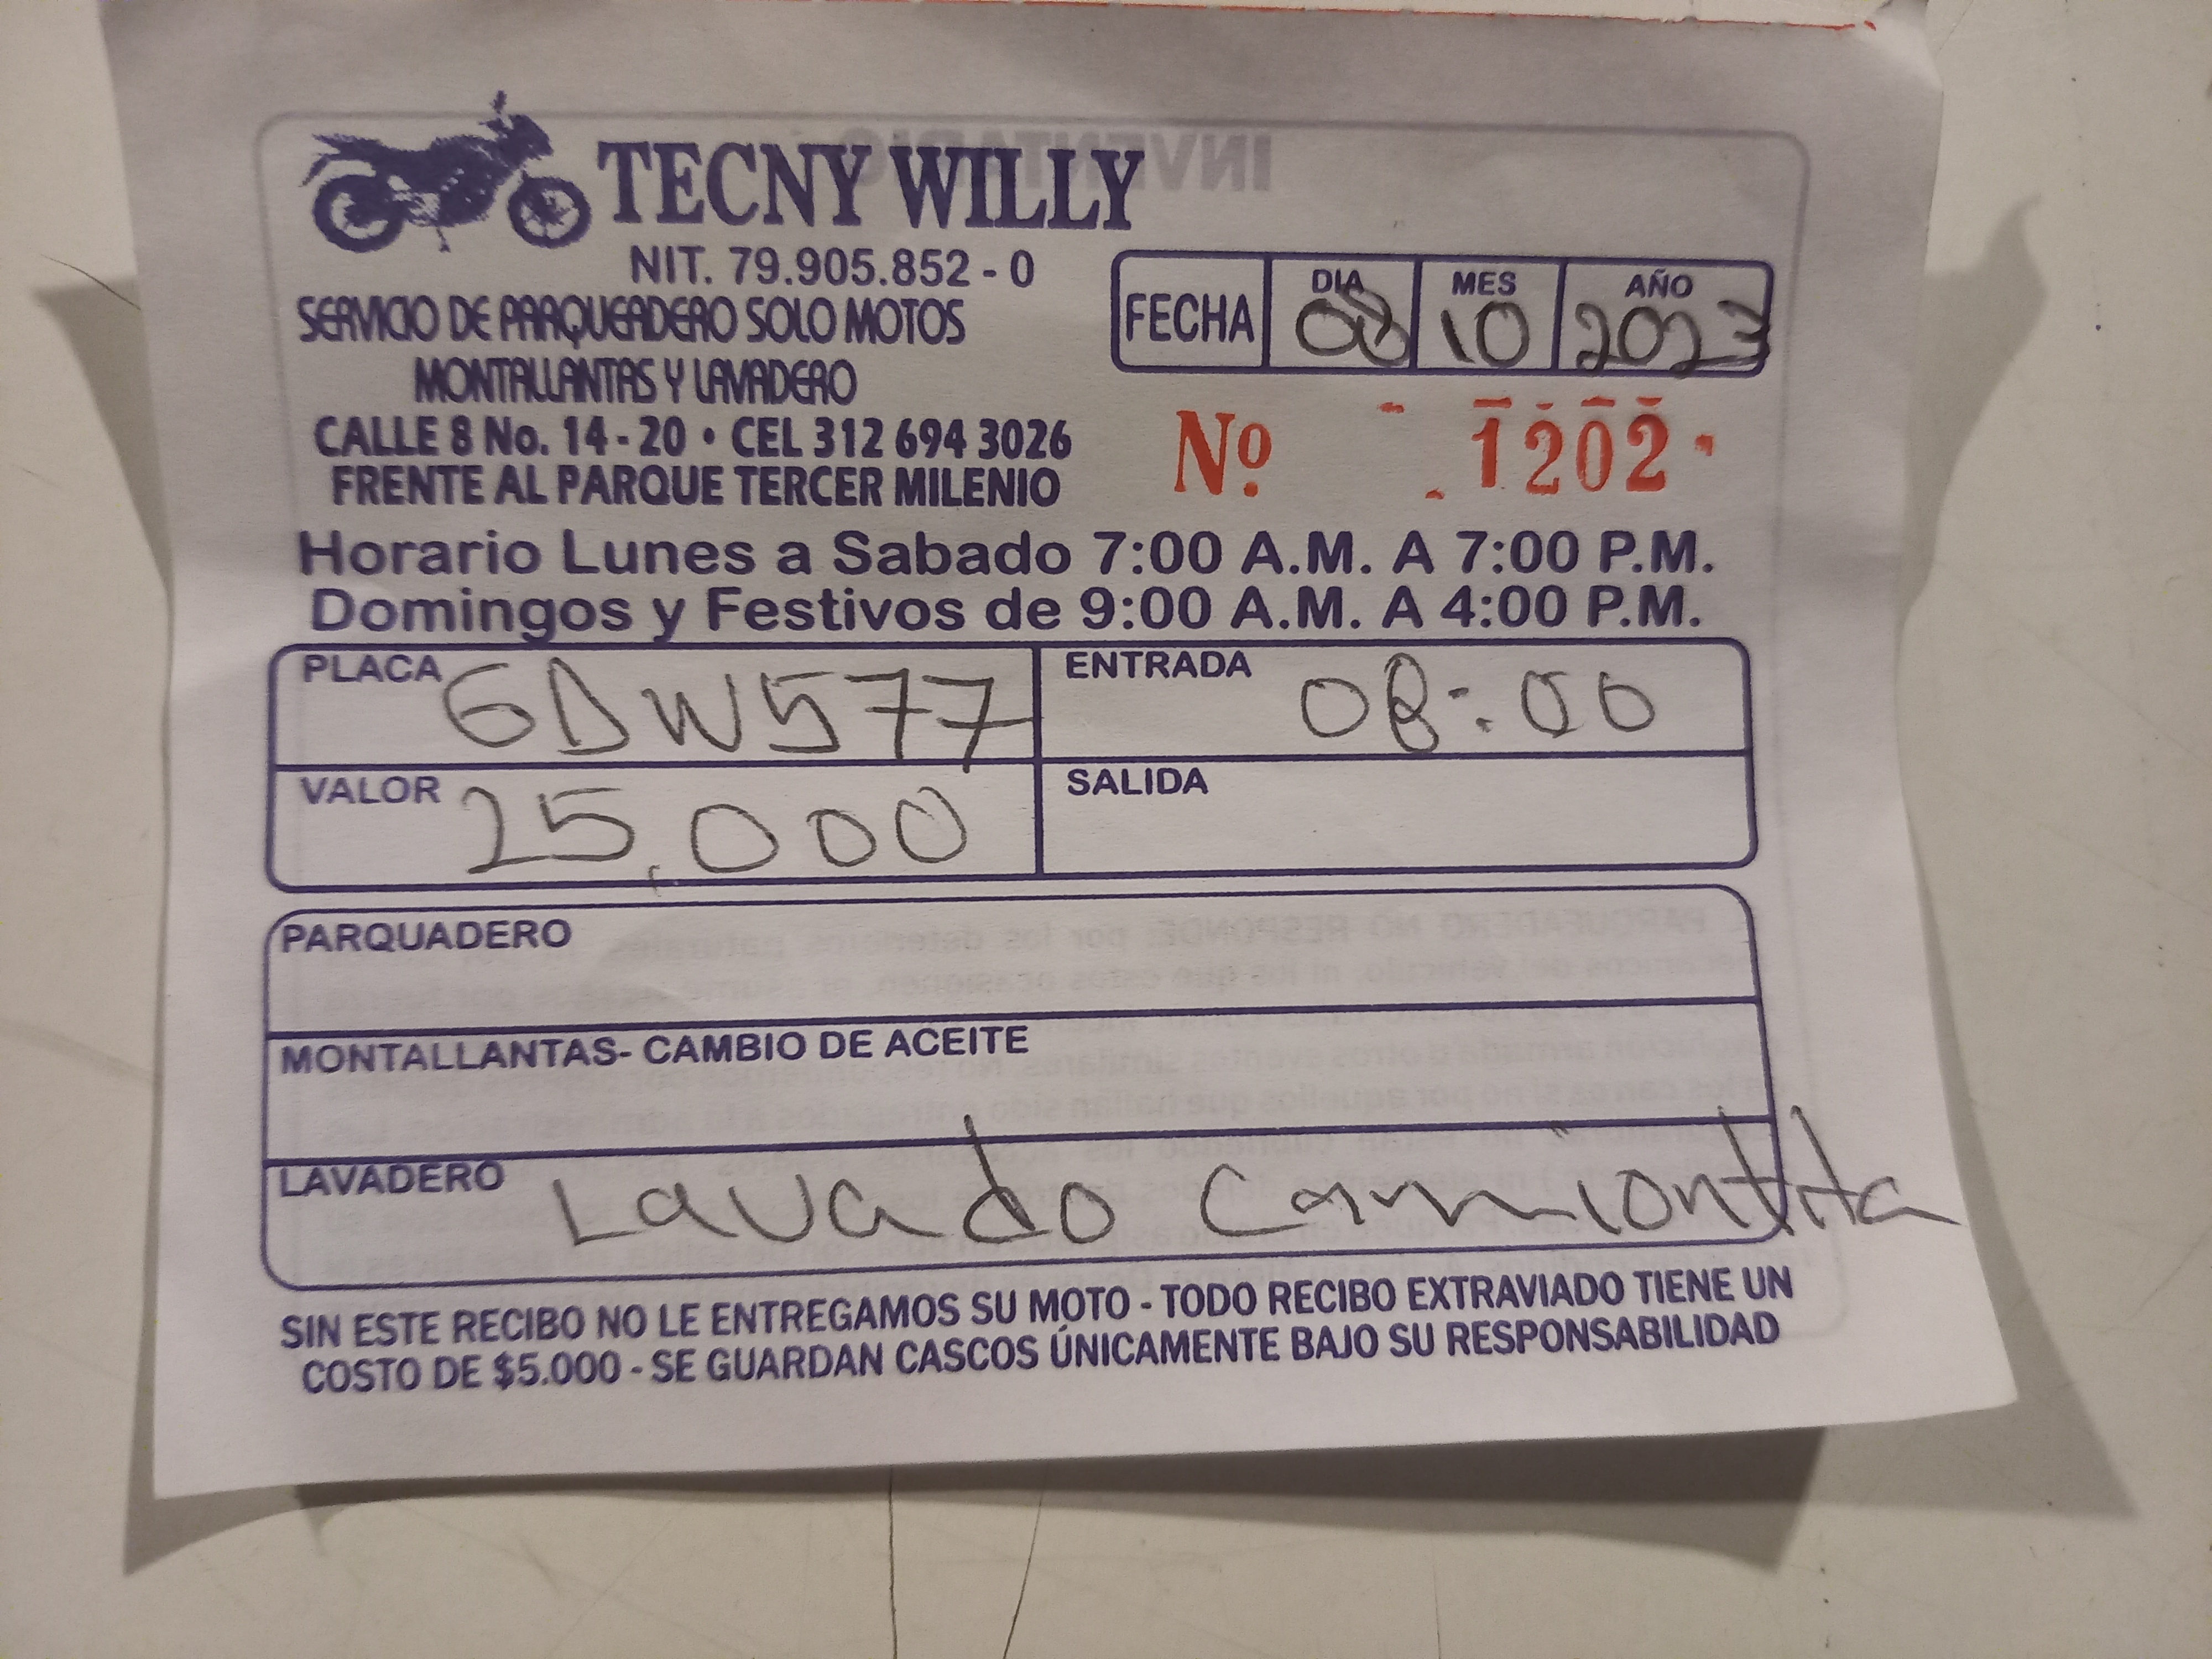 TECNY WILLY
NIT. 79.905.852 - 0
SERVICIO DE PARQUEADERO SOLO MOTOS
MONTALLANTAS Y LAVADERO
CALLE 8 No. 14 - 20 • CEL 312 694 3026
FRENTE AL PARQUE TERCER MILENIO
FECHA DIA 08 MES 10 AÑO 2023
Nº 1202
Horario Lunes a Sabado 7:00 A.M. A 7:00 P.M.
Domingos y Festivos de 9:00 A.M. A 4:00 P.M.
PLACA GDW577 ENTRADA 08:00
VALOR 25.000 SALIDA
PARQUADERO
MONTALLANTAS- CAMBIO DE ACEITE
LAVADERO Lavado Camiontita
SIN ESTE RECIBO NO LE ENTREGAMOS SU MOTO - TODO RECIBO EXTRAVIADO TIENE UN
COSTO DE $5.000 - SE GUARDAN CASCOS ÚNICAMENTE BAJO SU RESPONSABILIDAD